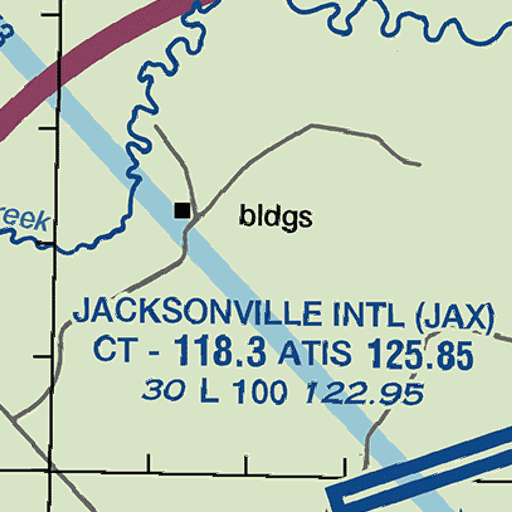 reek
bldgs
JACKSONVILLE INTL (JAX)
CT - 118.3 ATIS 125.85
30 L 100 122.95